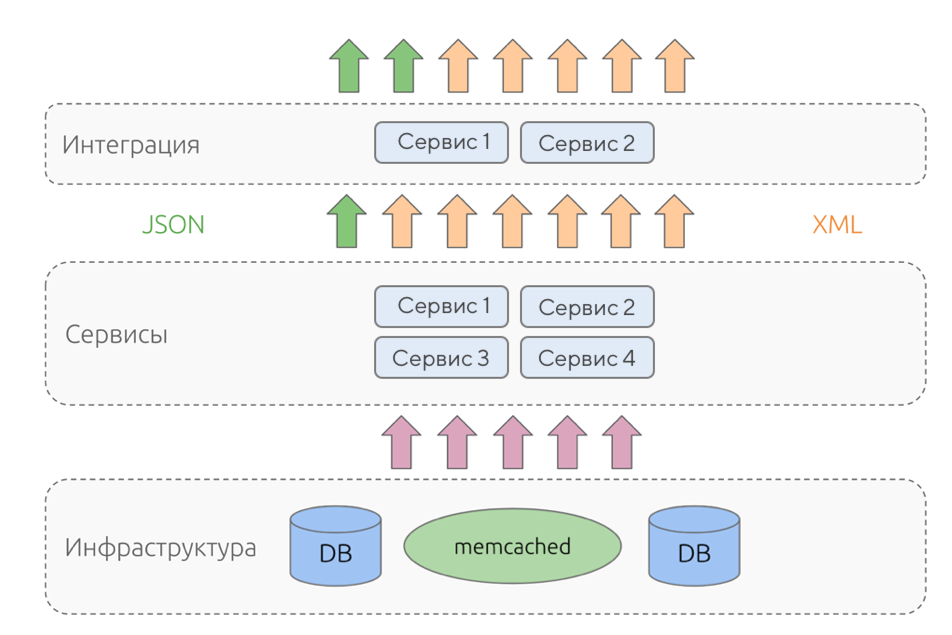 Интеграция
Сервис 1
Сервис 2
JSON
XML
Сервисы
Сервис 1
Сервис 2
Сервис 3
Сервис 4
Инфраструктура
DB
memcached
DB